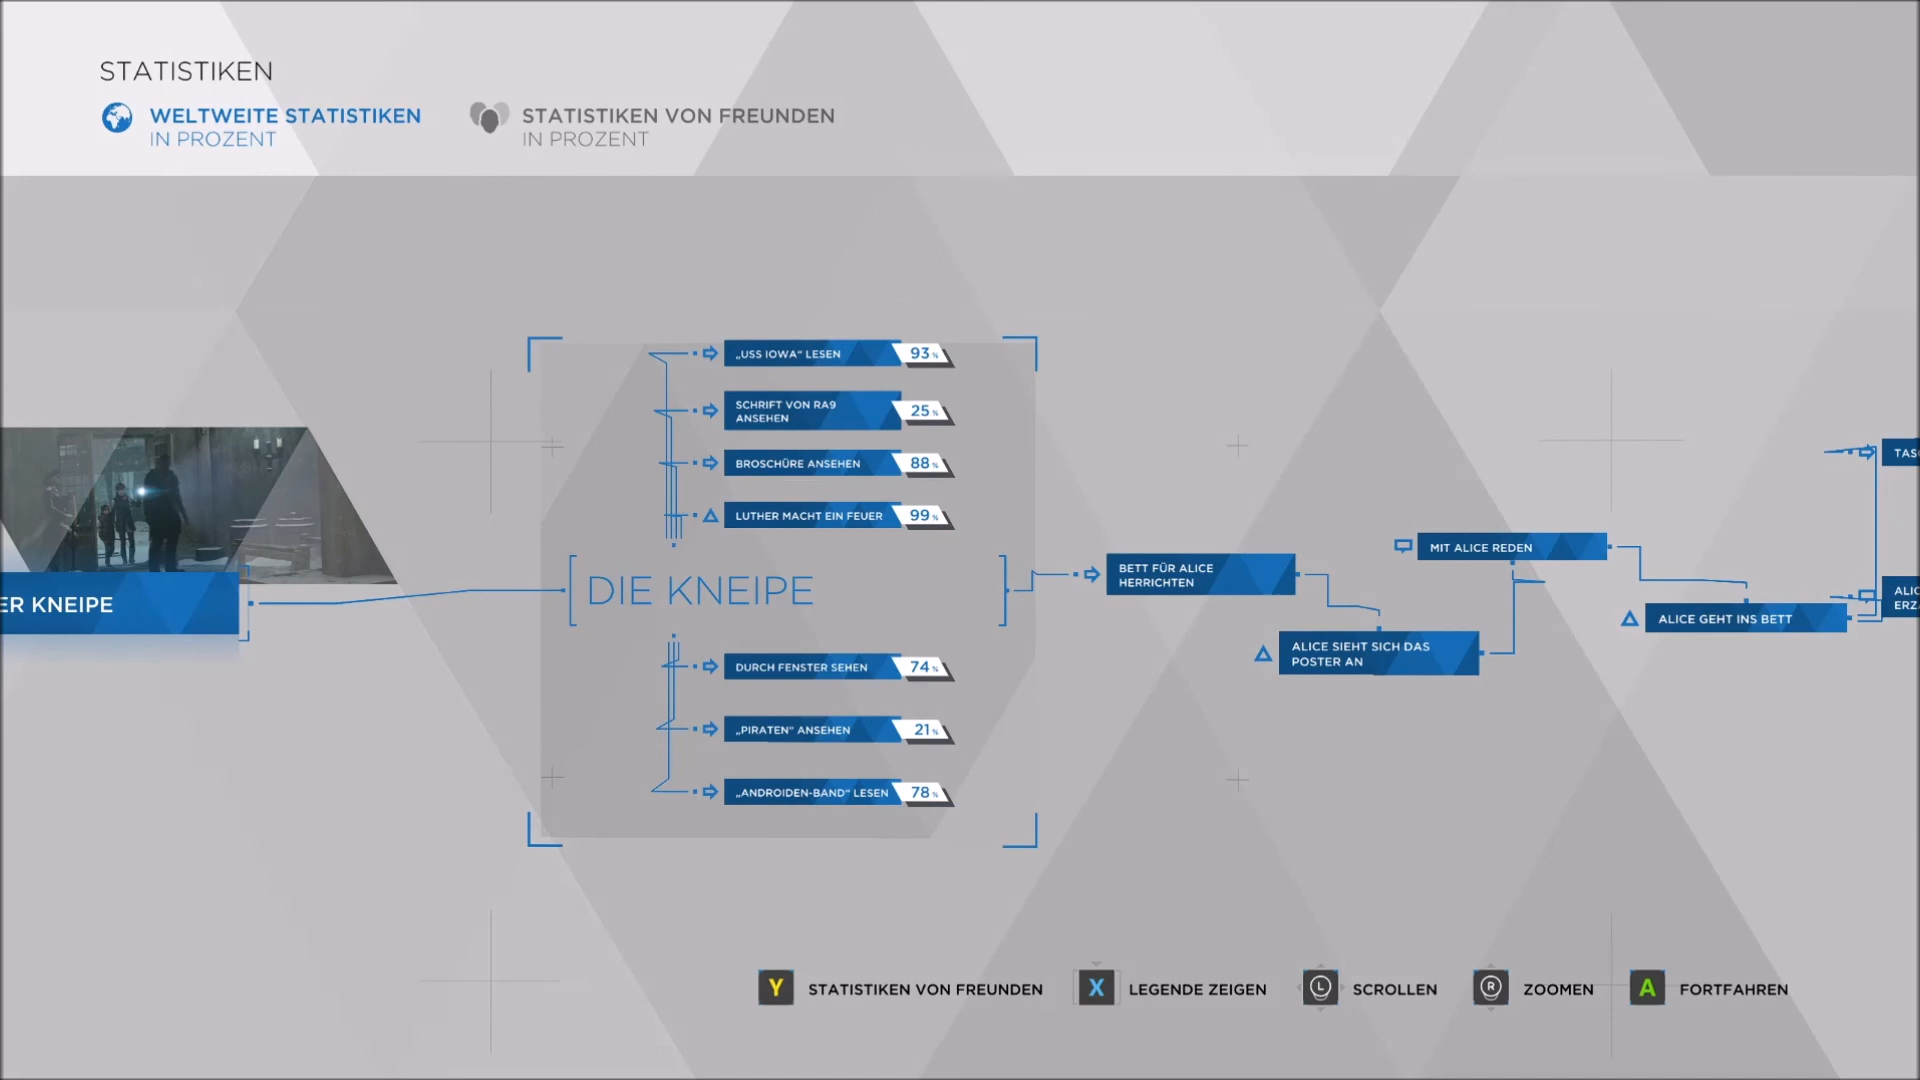 STATISTIKEN
WELTWEITE STATISTIKEN
IN PROZENT
STATISTIKEN VON FREUNDEN
IN PROZENT
„USS IOWA“ LESEN 93%
SCHRIFT VON RA9
ANSEHEN
25%
BROSCHÜRE ANSEHEN 88%
LUTHER MACHT EIN FEUER 99%
ER KNEIPE
DIE KNEIPE
DURCH FENSTER SEHEN 74%
„PIRATEN“ ANSEHEN 21%
„ANDROIDEN-BAND“ LESEN 78%
BETT FÜR ALICE
HERRICHTEN
ALICE SIEHT SICH DAS
POSTER AN
MIT ALICE REDEN
ALICE GEHT INS BETT
Y STATISTIKEN VON FREUNDEN
X LEGENDE ZEIGEN
L SCROLLEN
R ZOOMEN
A FORTFAHREN